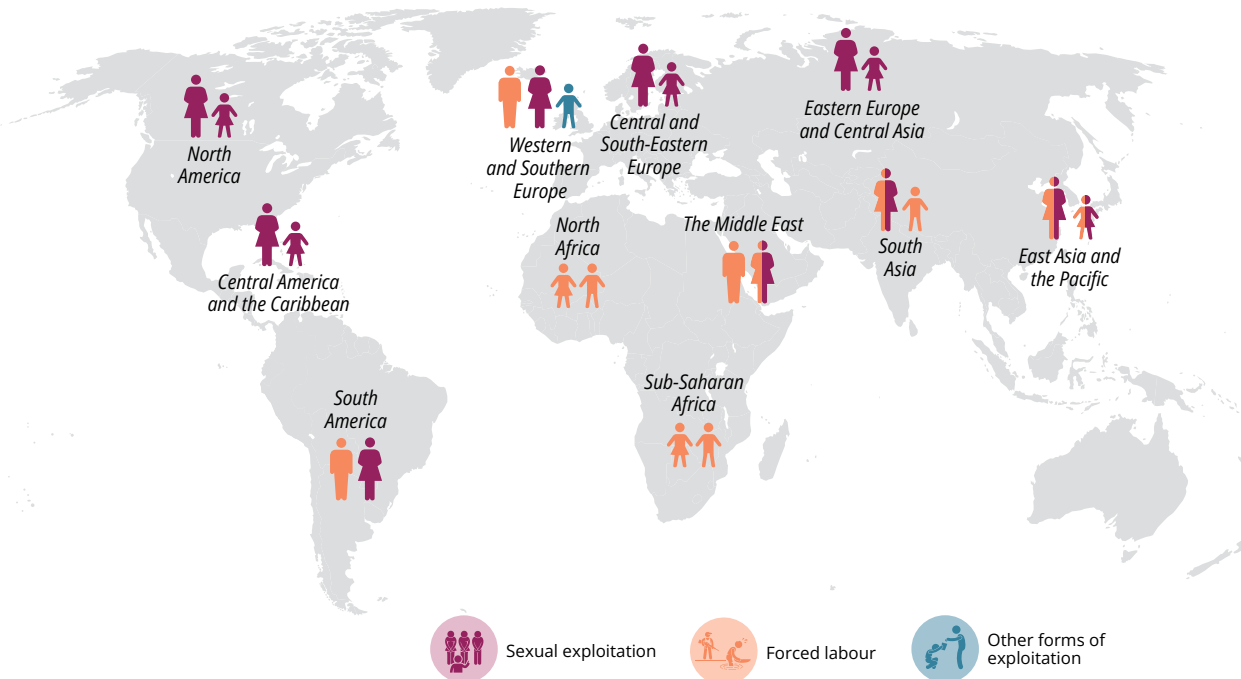 North
America
Central America
and the Caribbean
South
America
Western
and Southern
Europe
Central and
South-Eastern
Europe
Eastern Europe
and Central Asia
North
Africa
The Middle East
South
Asia
East Asia and
the Pacific
Sub-Saharan
Africa
Sexual exploitation
Forced labour
Other forms of
exploitation